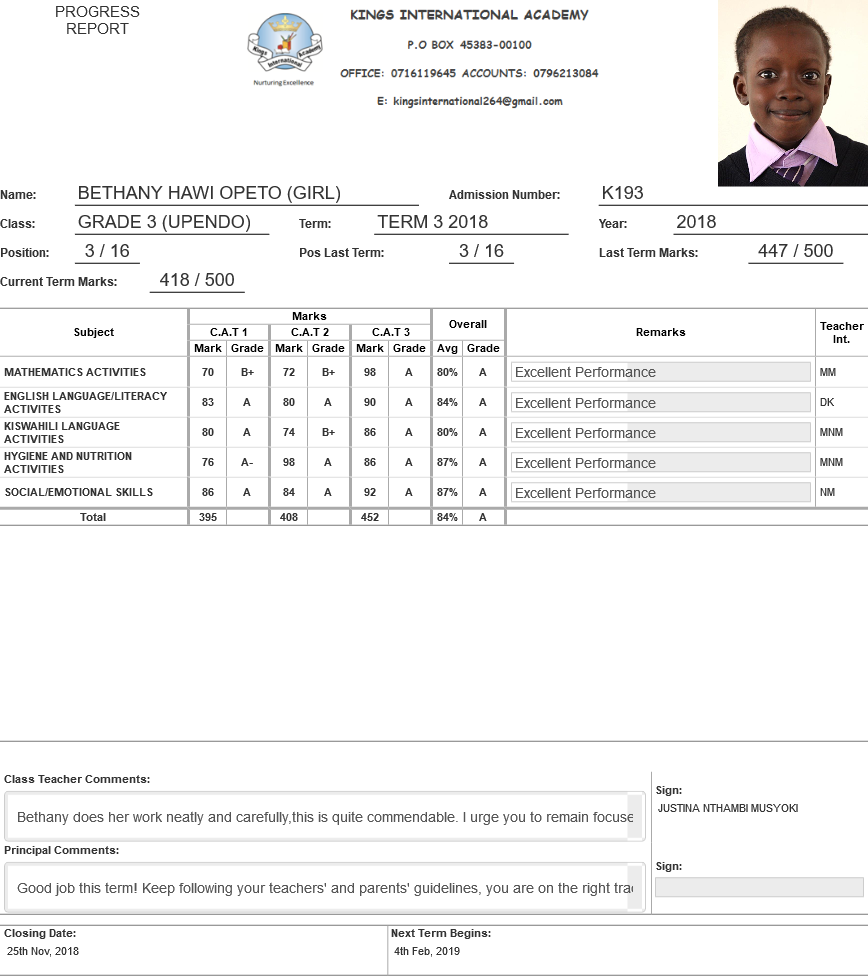 PROGRESS
REPORT
KINGS INTERNATIONAL ACADEMY
P.O BOX 45383-00100
OFFICE: 0716119645 ACCOUNTS: 0796213084
E: kingsinternational264@gmail.com
Kings International Academy
Nurturing Excellence
Name: BETHANY HAWI OPETO (GIRL) Admission Number: K193
Class: GRADE 3 (UPENDO) Term: TERM 3 2018 Year: 2018
Position: 3 / 16 Pos Last Term: 3 / 16 Last Term Marks: 447 / 500
Current Term Marks: 418 / 500
Subject Marks Overall Remarks Teacher Int.
C.A.T 1 C.A.T 2 C.A.T 3
Mark Grade Mark Grade Mark Grade Avg Grade
MATHEMATICS ACTIVITIES 70 B+ 72 B+ 98 A 80% A Excellent Performance MM
ENGLISH LANGUAGE/LITERACY ACTIVITES 83 A 80 A 90 A 84% A Excellent Performance DK
KISWAHILI LANGUAGE ACTIVITIES 80 A 74 B+ 86 A 80% A Excellent Performance MNM
HYGIENE AND NUTRITION ACTIVITIES 76 A- 98 A 86 A 87% A Excellent Performance MNM
SOCIAL/EMOTIONAL SKILLS 86 A 84 A 92 A 87% A Excellent Performance NM
Total 395 408 452 84% A
Class Teacher Comments:
Bethany does her work neatly and carefully,this is quite commendable. I urge you to remain focuse
Sign:
JUSTINA NTHAMBI MUSYOKI
Principal Comments:
Good job this term! Keep following your teachers' and parents' guidelines, you are on the right tra
Sign:
Closing Date: Next Term Begins:
25th Nov, 2018 4th Feb, 2019